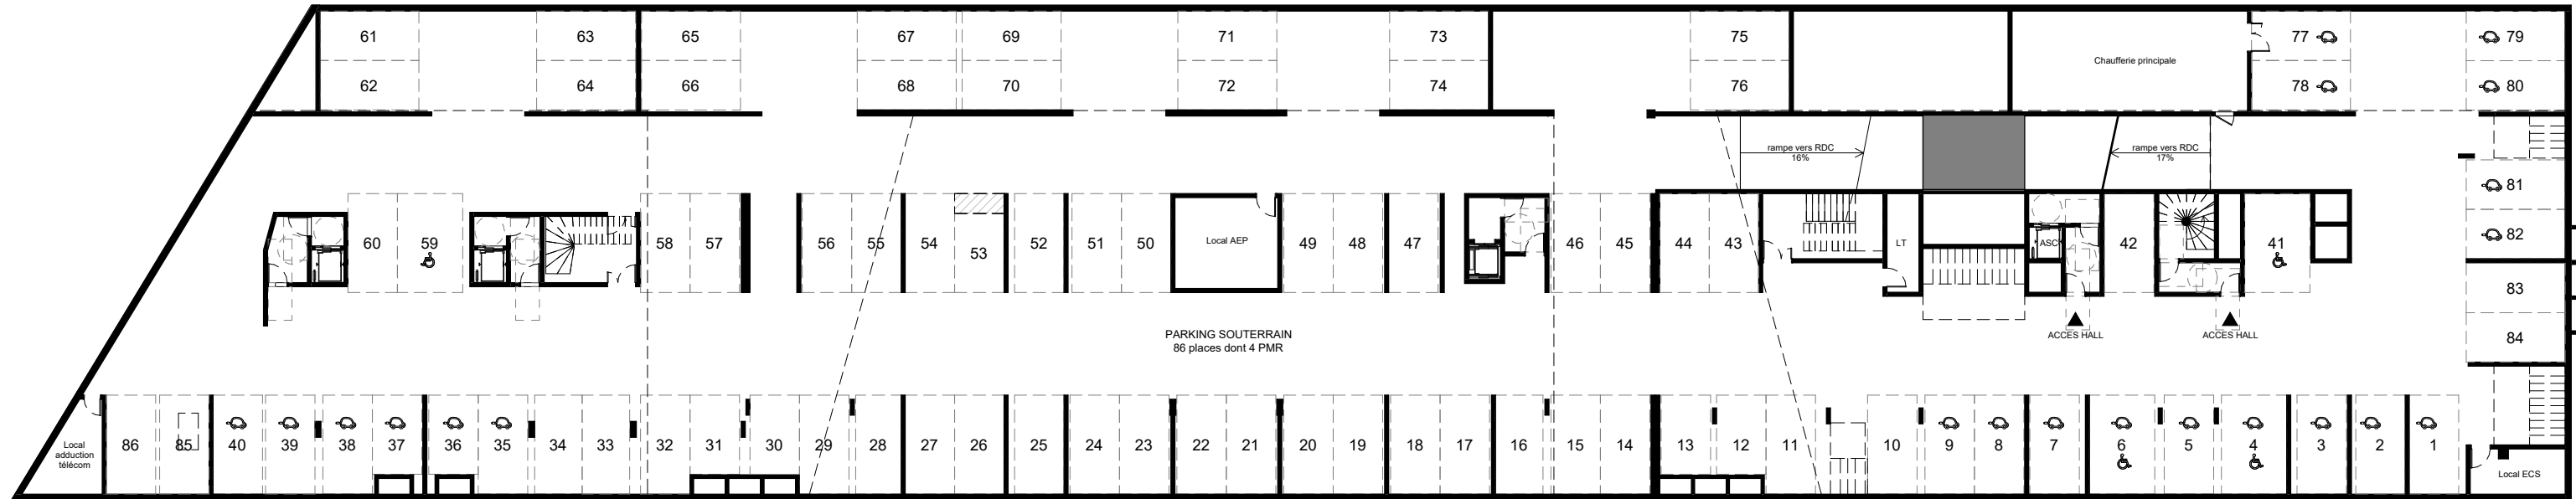 61 63 65 67 69 71 73 75 77 79
Chaufferie principale
62 64 66 68 70 72 74 76 78 80
rampe vers RDC
16%
rampe vers RDC
17%
81
60 59 58 57 56 55 54 53 52 51 50 Local AEP 49 48 47 46 45 44 43 LT ASC 42 41 82
83
PARKING SOUTERRAIN
86 places dont 4 PMR
ACCES HALL ACCES HALL
84
Local
adduction
télécom
86 85 40 39 38 37 36 35 34 33 32 31 30 29 28 27 26 25 24 23 22 21 20 19 18 17 16 15 14 13 12 11 10 9 8 7 6 5 4 3 2 1
Local ECS